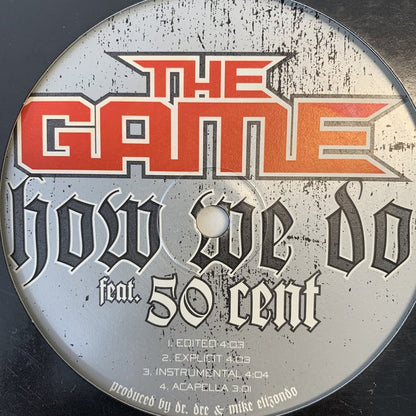 THE
GAME
how we do
feat. 50 cent
1. EDITED 4:03
2. EXPLICIT 4:03
3. INSTRUMENTAL 4:04
4. ACAPELLA 3:01
produced by dr. dre & mike elizondo